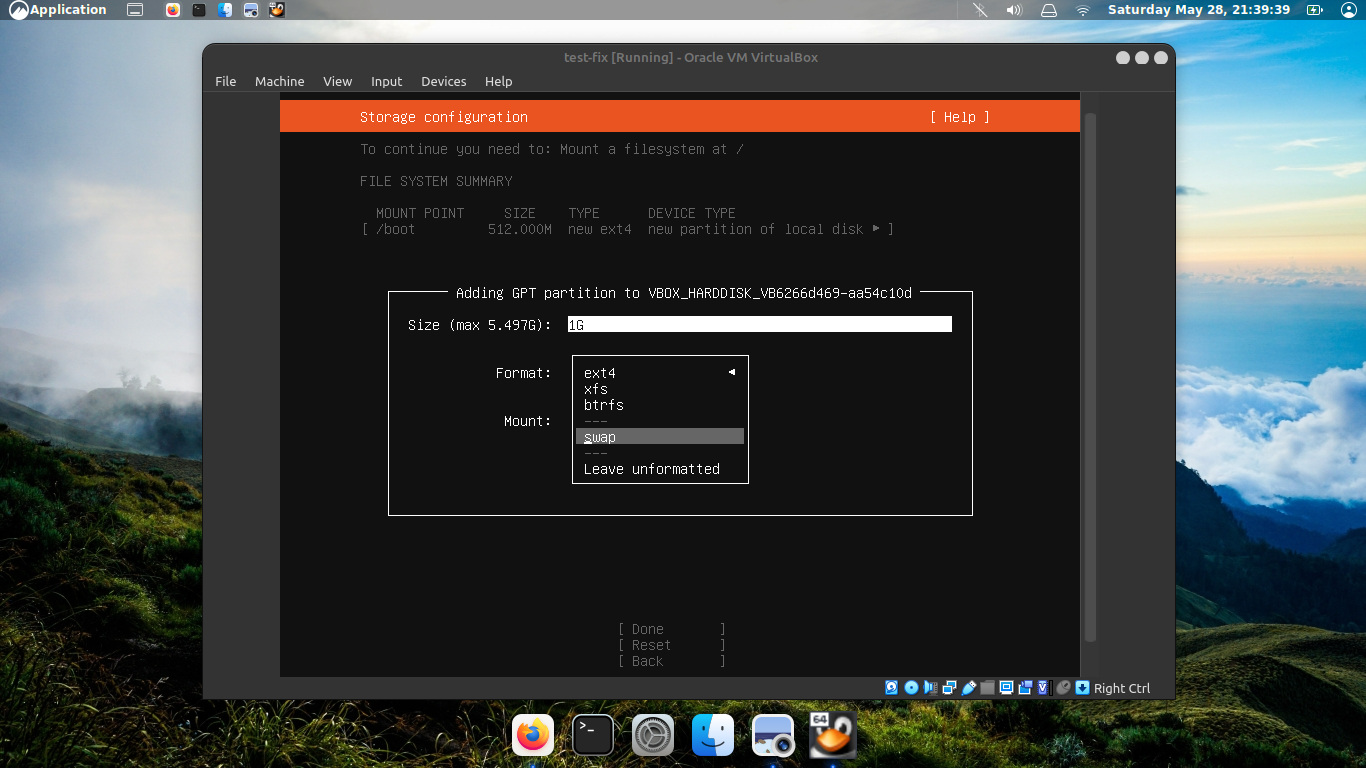 Application
Saturday May 28, 21:39:39
test-fix [Running] - Oracle VM VirtualBox
File Machine View Input Devices Help
Storage configuration [ Help ]
To continue you need to: Mount a filesystem at /
FILE SYSTEM SUMMARY
MOUNT POINT SIZE TYPE DEVICE TYPE
[ /boot 512.000M new ext4 new partition of local disk ▸ ]
Adding GPT partition to VBOX_HARDDISK_VB6266d469-aa54c10d
Size (max 5.497G): 1G
Format: ext4 ◂
xfs
btrfs
Mount: ---
swap
---
Leave unformatted
[ Done ]
[ Reset ]
[ Back ]
Right Ctrl
>-
64